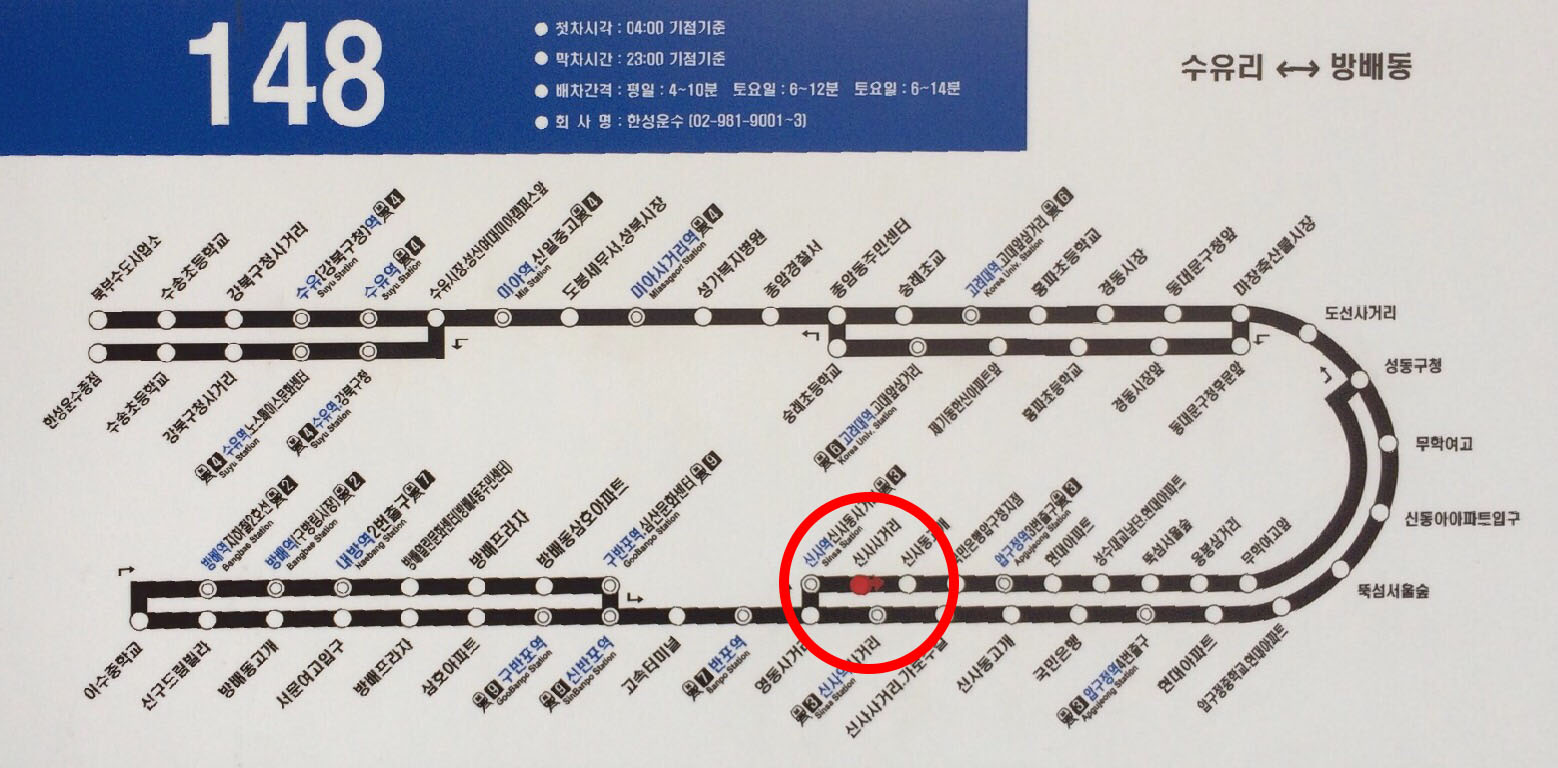 148
첫차시각 : 04:00 기점기준
막차시간 : 23:00 기점기준
배차간격 : 평일 : 4~10분 토요일 : 6~12분 토요일 : 6~14분
회 사 명 : 한성운수 (02-981-9001~3)
수유리 ↔ 방배동
북부수도사업소
수송초등학교
강북구청사거리
수유(강북구청)역 4
Suyu Station
수유역 4
Suyu Station
수유시장.성신여대미아캠퍼스앞
미아역.신일중고 4
Mia Station
도봉세무서.성북시장
미아사거리역 4
Miasageori Station
성가복지병원
종암경찰서
종암동주민센터
숭례초교
고려대역.고대앞삼거리 6
Korea Univ. Station
홍파초등학교
경동시장
동대문구청앞
마장축산물시장
도선사거리
성동구청
무학여고
신동아아파트입구
뚝섬서울숲
한성운수종점
수송초등학교
강북구청사거리
4 수유역.노스페이스문화센터
Suyu Station
4 수유역.강북구청
Suyu Station
숭례초등학교
6 고려대역.고대앞삼거리
Korea Univ. Station
제기동한신아파트앞
홍파초등학교
경동시장앞
동대문구청후문앞
방배역지하철2호선 2
Bangbae Station
방배역(구방림시장) 2
Bangbae Station
내방역2번출구 7
Naebang Station
방배열린문화센터(방배4동주민센터)
방배프라자
방배동삼호아파트
구반포역.심산문화센터 9
GooBanpo Station
신사역신사동사거리 3
Sinsa Station
신사사거리
신사동고개
국민은행압구정지점
압구정역3번출구 3
Apgujeong Station
현대아파트
성수대교남단.현대아파트
뚝섬서울숲
응봉삼거리
무학여고앞
이수중학교
신구드림빌라
방배동고개
서문여고입구
방배프라자
삼호아파트
9 구반포역
GooBanpo Station
9 신반포역
SinBanpo Station
고속터미널
7 반포역
Banpo Station
영동사거리
3 신사역사거리
Sinsa Station
신사사거리.가로수길
신사동고개
국민은행
3 압구정역4번출구
Apgujeong Station
현대아파트
압구정중학교.현대아파트